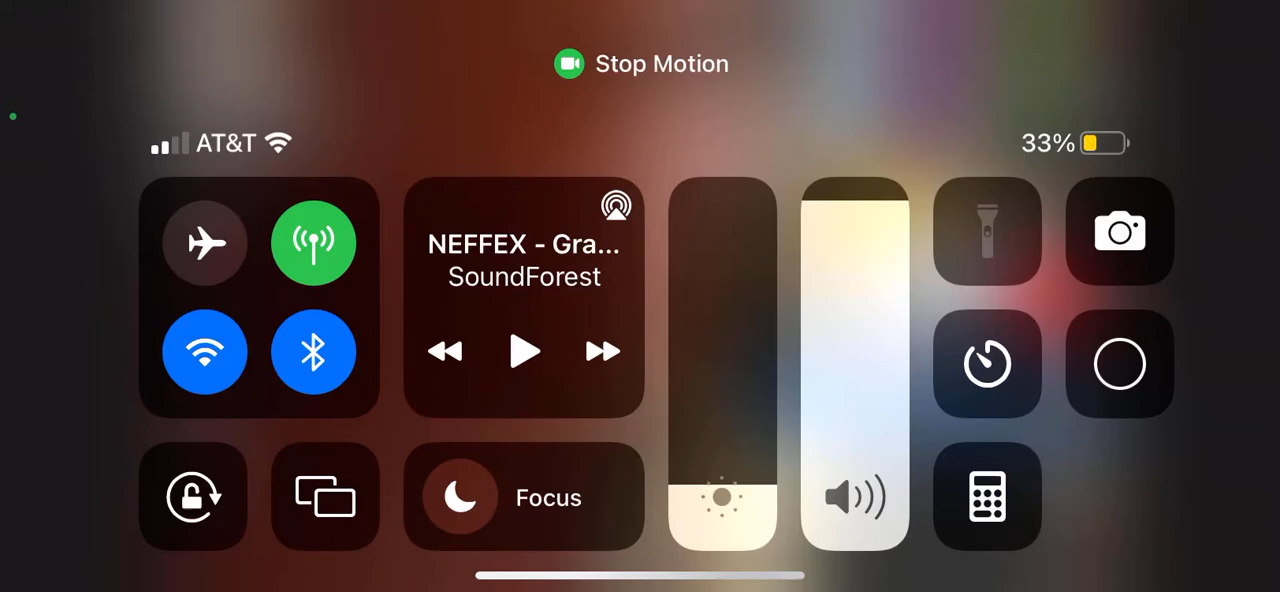 Stop Motion
AT&T
33%
NEFFEX - Gra...
SoundForest
Focus